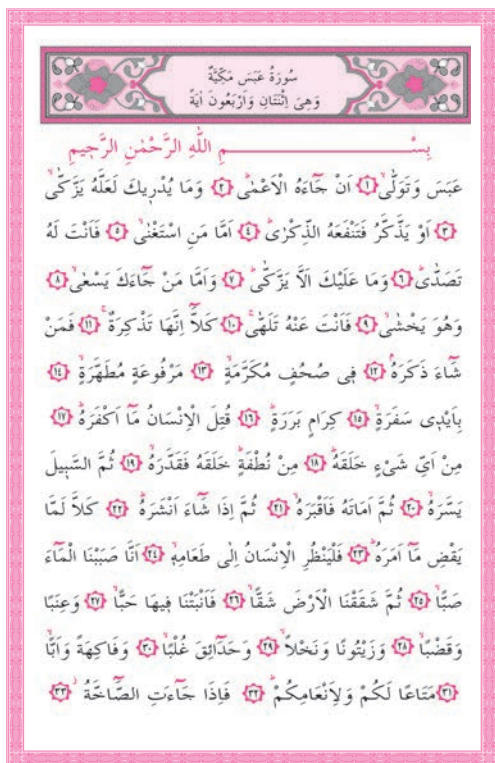 سُورَةُ عَبَسَ مَكِّيَّةٌ
وَهِىَ اِثْنَتَانِ وَاَرْبَعُونَ اٰيَةً
بِسْمِ اللّٰهِ الرَّحْمٰنِ الرَّحٖيمِ
عَبَسَ وَتَوَلّٰىۙ ﴿١﴾ اَنْ جَٓاءَهُ الْاَعْمٰىۜ ﴿٢﴾ وَمَا يُدْرٖيكَ لَعَلَّهُ يَزَّكّٰىۙ
﴿٣﴾ اَوْ يَذَّكَّرُ فَتَنْفَعَهُ الذِّكْرٰىۜ ﴿٤﴾ اَمَّا مَنِ اسْتَغْنٰىۙ ﴿٥﴾ فَاَنْتَ لَهُ
تَصَدّٰىۜ ﴿٦﴾ وَمَا عَلَيْكَ اَلَّا يَزَّكّٰىۜ ﴿٧﴾ وَاَمَّا مَنْ جَٓاءَكَ يَسْعٰىۙ ﴿٨﴾
وَهُوَ يَخْشٰىۙ ﴿٩﴾ فَاَنْتَ عَنْهُ تَلَهّٰىۚ ﴿١٠﴾ كَلَّٓا اِنَّهَا تَذْكِرَةٌۚ ﴿١١﴾ فَمَنْ
شَٓاءَ ذَكَرَهُۘ ﴿١٢﴾ فٖى صُحُفٍ مُكَرَّمَةٍۙ ﴿١٣﴾ مَرْفُوعَةٍ مُطَهَّرَةٍۙ ﴿١٤﴾
بِاَيْدٖى سَفَرَةٍۙ ﴿١٥﴾ كِرَامٍ بَرَرَةٍۜ ﴿١٦﴾ قُتِلَ الْاِنْسَانُ مَٓا اَكْفَرَهُۜ ﴿١٧﴾
مِنْ اَىِّ شَىْءٍ خَلَقَهُۜ ﴿١٨﴾ مِنْ نُطْفَةٍۜ خَلَقَهُ فَقَدَّرَهُۙ ﴿١٩﴾ ثُمَّ السَّبٖيلَ
يَسَّرَهُۙ ﴿٢٠﴾ ثُمَّ اَمَاتَهُ فَاَقْبَرَهُۙ ﴿٢١﴾ ثُمَّ اِذَا شَٓاءَ اَنْشَرَهُۜ ﴿٢٢﴾ كَلَّا لَمَّا
يَقْضِ مَٓا اَمَرَهُۜ ﴿٢٣﴾ فَلْيَنْظُرِ الْاِنْسَانُ اِلٰى طَعَامِهٖۙ ﴿٢٤﴾ اَنَّا صَبَبْنَا الْمَٓاءَ
صَبًّاۙ ﴿٢٥﴾ ثُمَّ شَقَقْنَا الْاَرْضَ شَقًّاۙ ﴿٢٦﴾ فَاَنْبَتْنَا فٖيهَا حَبًّاۙ ﴿٢٧﴾ وَعِنَبًا
وَقَضْبًاۙ ﴿٢٨﴾ وَزَيْتُونًا وَنَخْلًاۙ ﴿٢٩﴾ وَحَدَٓائِقَ غُلْبًاۙ ﴿٣٠﴾ وَفَاكِهَةً وَاَبًّاۙ
﴿٣١﴾ مَتَاعًا لَكُمْ وَلِاَنْعَامِكُمْۜ ﴿٣٢﴾ فَاِذَا جَٓاءَتِ الصَّٓاخَّةُۘ ﴿٣٣﴾